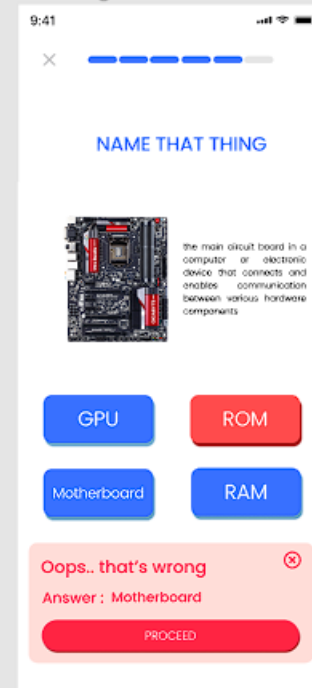 9:41
NAME THAT THING
the main circuit board in a
computer or electronic
device that connects and
enables communication
between various hardware
components
GPU
ROM
Motherboard
RAM
Oops.. that's wrong
Answer : Motherboard
PROCEED